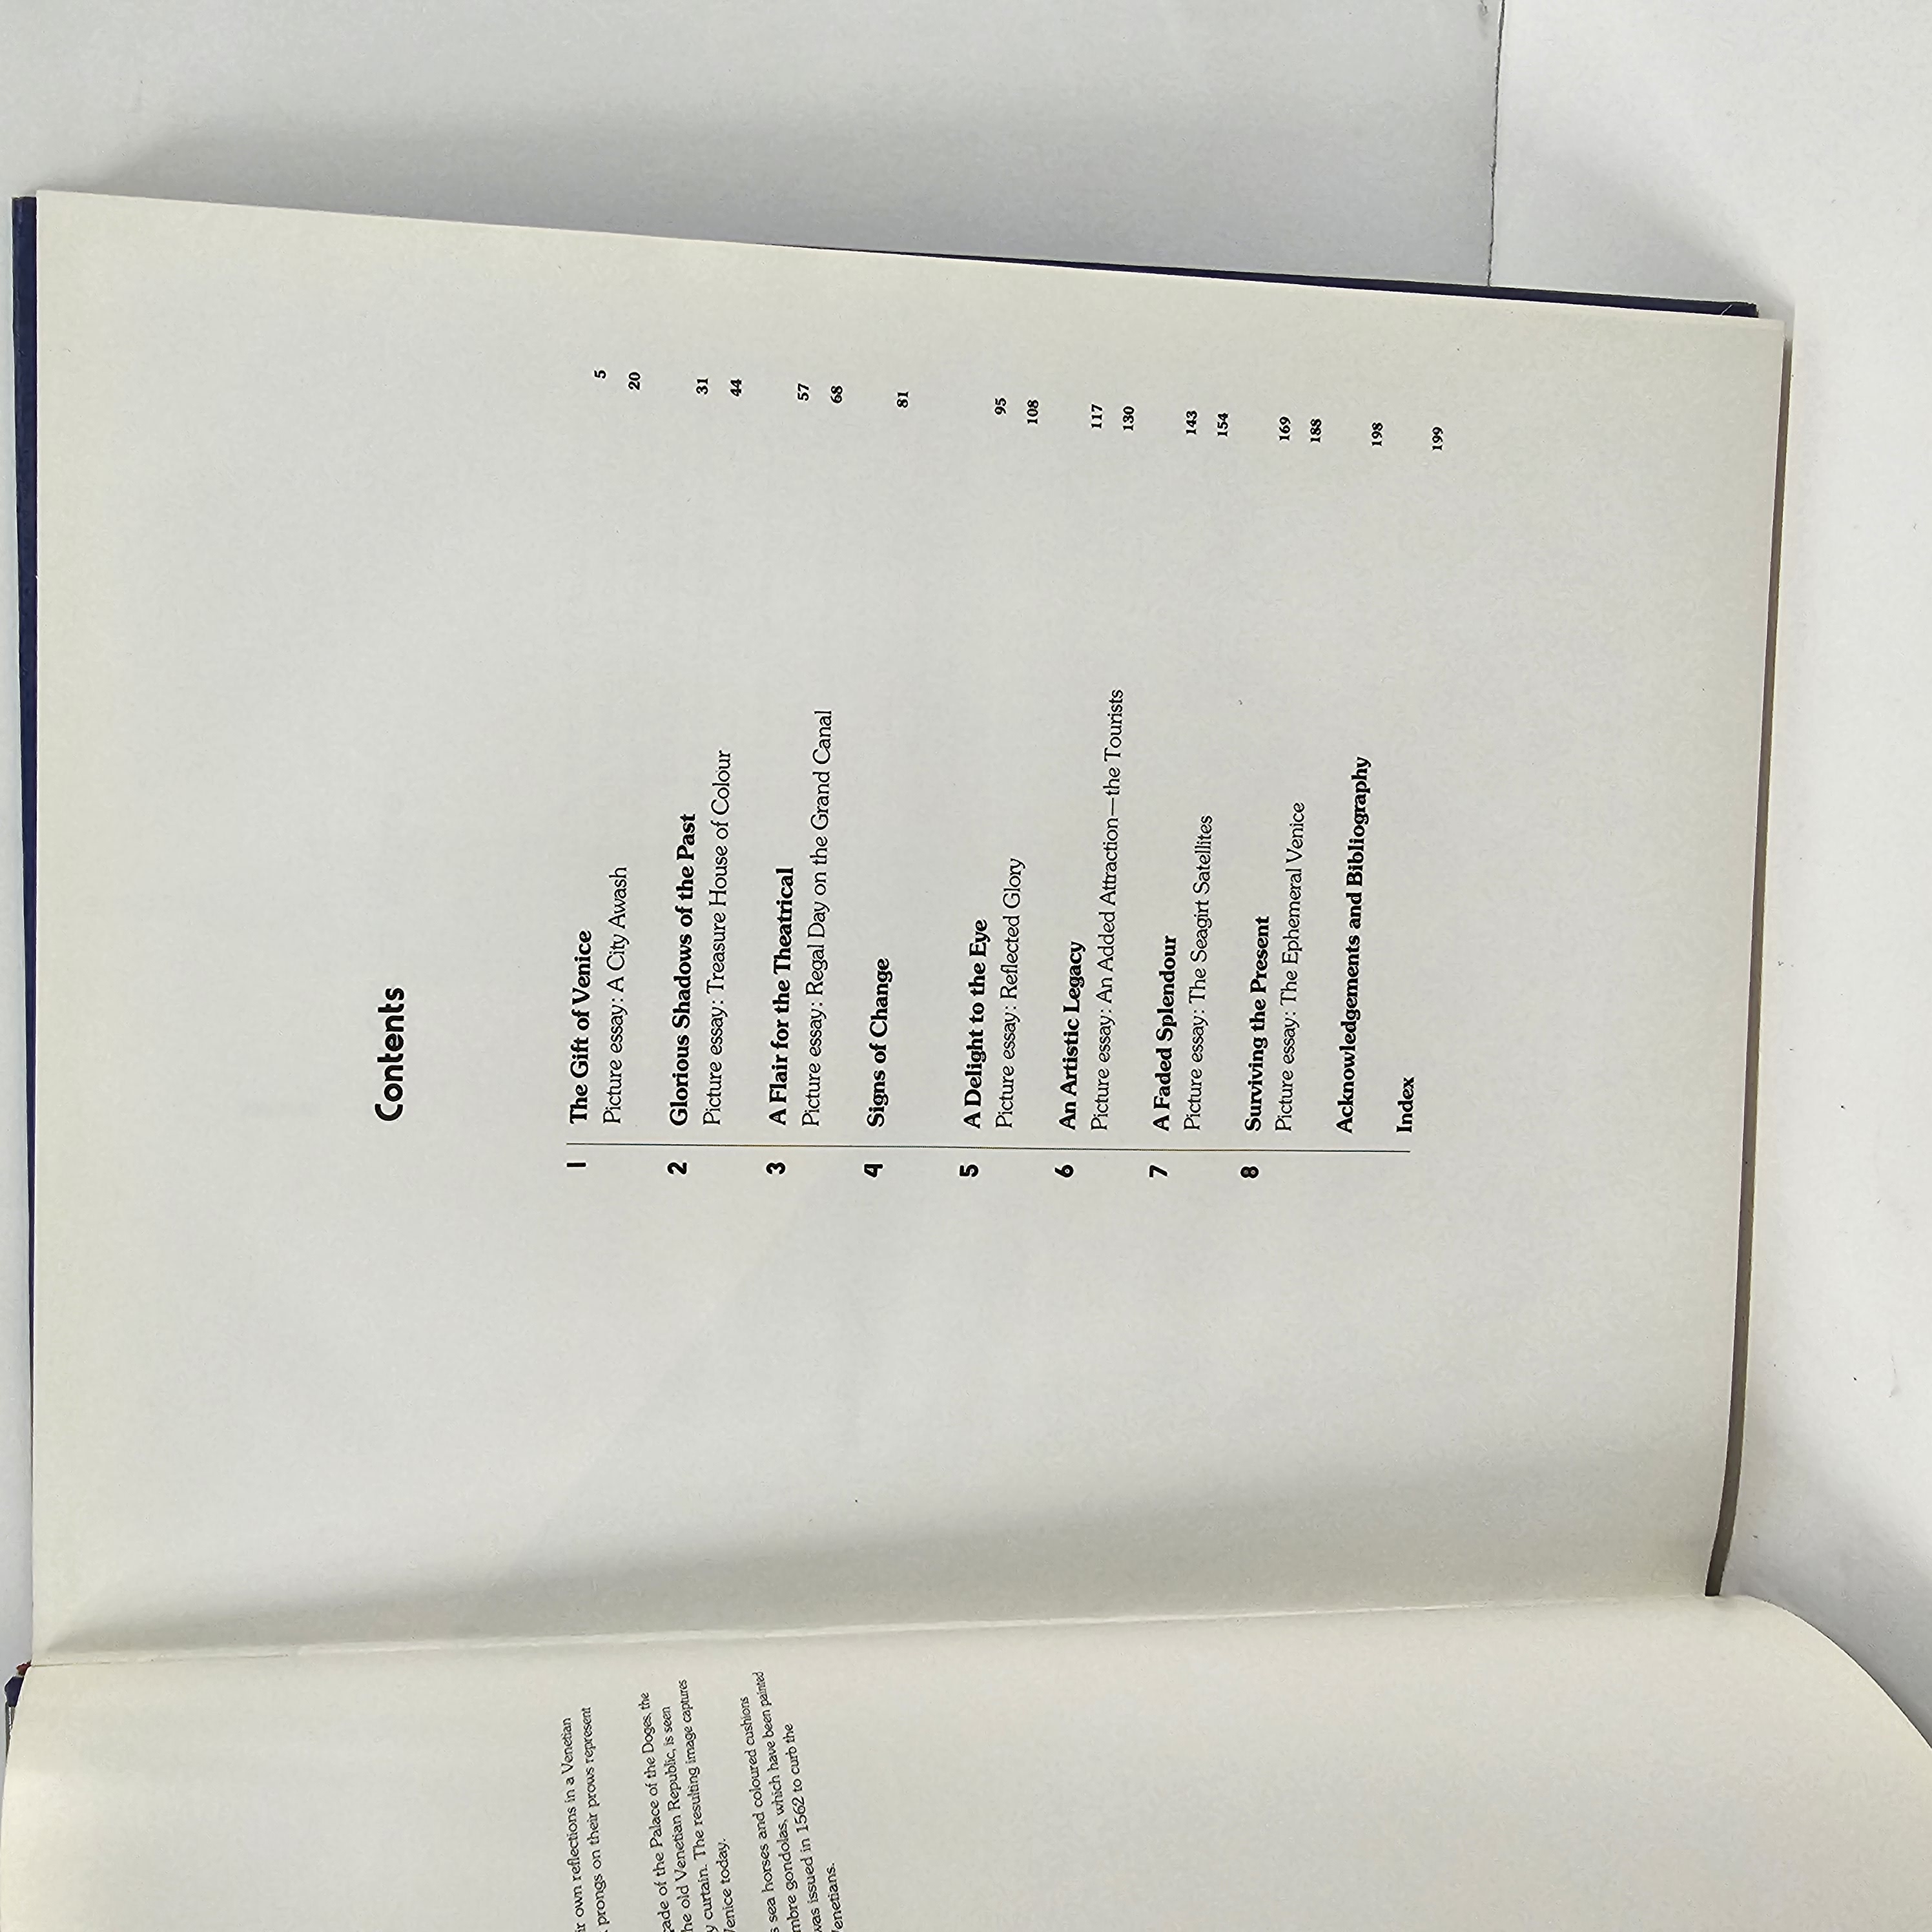 own reflections in a Venetian
prongs on their prows represent
of the Palace of the Doges, the
old Venetian Republic, is seen
curtain. The resulting image captures
Venice today.
sea horses and coloured cushions
gondolas, which have been painted
was issued in 1562 to curb the
Venetians.
Contents
1 The Gift of Venice 5
Picture essay: A City Awash 20
2 Glorious Shadows of the Past 31
Picture essay: Treasure House of Colour 44
3 A Flair for the Theatrical 57
Picture essay: Regal Day on the Grand Canal 68
4 Signs of Change 81
5 A Delight to the Eye 95
Picture essay: Reflected Glory 108
6 An Artistic Legacy 117
Picture essay: An Added Attraction—the Tourists 130
7 A Faded Splendour 143
Picture essay: The Seagirt Satellites 154
8 Surviving the Present 169
Picture essay: The Ephemeral Venice 188
Acknowledgements and Bibliography 198
Index 199